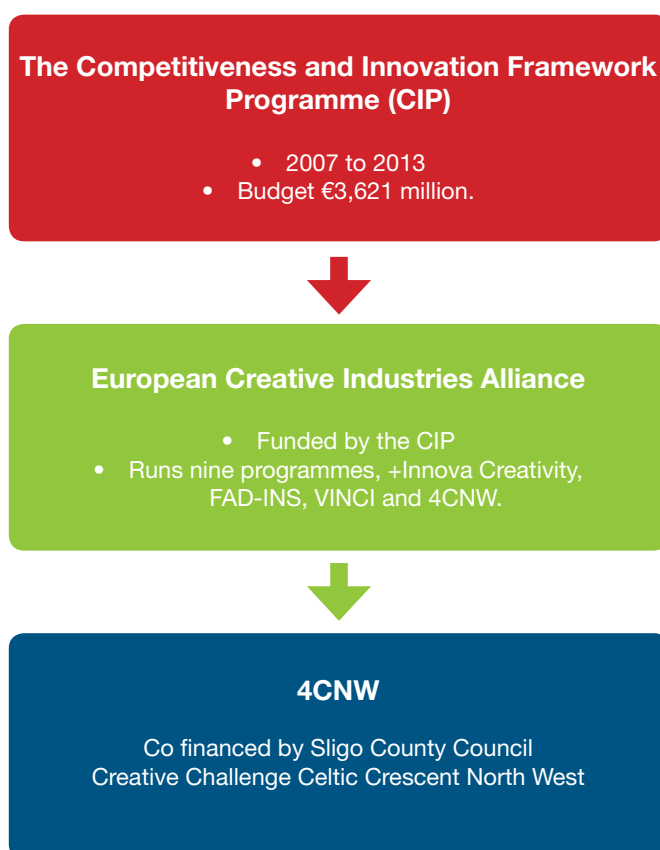 The Competitiveness and Innovation Framework
Programme (CIP)
• 2007 to 2013
• Budget €3,621 million.
European Creative Industries Alliance
• Funded by the CIP
• Runs nine programmes, +Innova Creativity,
FAD-INS, VINCI and 4CNW.
4CNW
Co financed by Sligo County Council
Creative Challenge Celtic Crescent North West